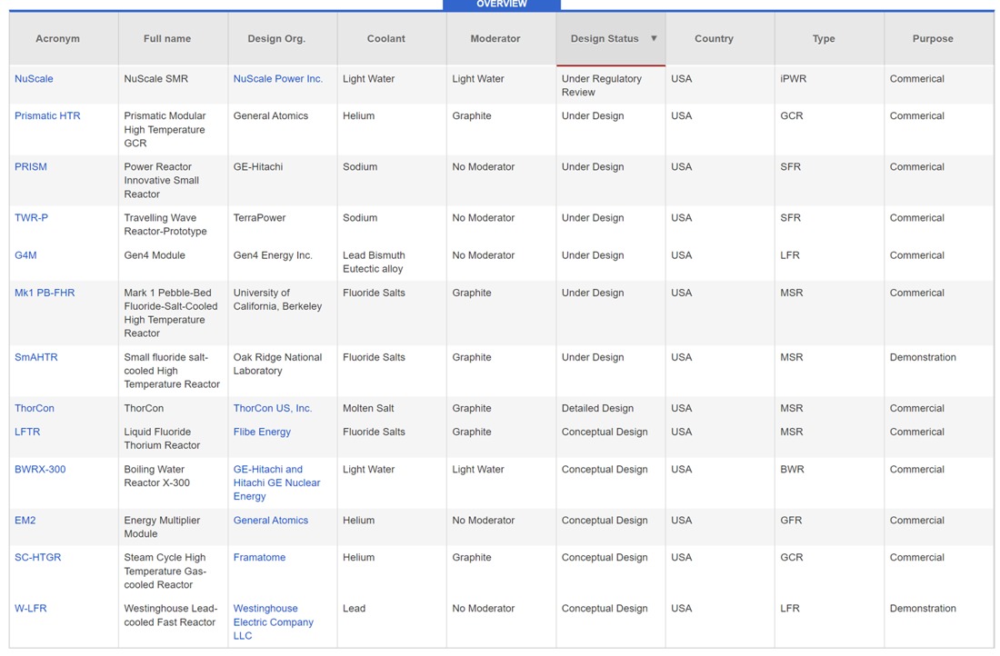 OVERVIEW
Acronym Full name Design Org. Coolant Moderator Design Status ▼ Country Type Purpose
NuScale NuScale SMR NuScale Power Inc. Light Water Light Water Under Regulatory Review USA iPWR Commerical
Prismatic HTR Prismatic Modular High Temperature GCR General Atomics Helium Graphite Under Design USA GCR Commerical
PRISM Power Reactor Innovative Small Reactor GE-Hitachi Sodium No Moderator Under Design USA SFR Commerical
TWR-P Travelling Wave Reactor-Prototype TerraPower Sodium No Moderator Under Design USA SFR Commerical
G4M Gen4 Module Gen4 Energy Inc. Lead Bismuth Eutectic alloy No Moderator Under Design USA LFR Commerical
Mk1 PB-FHR Mark 1 Pebble-Bed Fluoride-Salt-Cooled High Temperature Reactor University of California, Berkeley Fluoride Salts Graphite Under Design USA MSR Commerical
SmAHTR Small fluoride salt-cooled High Temperature Reactor Oak Ridge National Laboratory Fluoride Salts Graphite Under Design USA MSR Demonstration
ThorCon ThorCon ThorCon US, Inc. Molten Salt Graphite Detailed Design USA MSR Commercial
LFTR Liquid Fluoride Thorium Reactor Flibe Energy Fluoride Salts Graphite Conceptual Design USA MSR Commercial
BWRX-300 Boiling Water Reactor X-300 GE-Hitachi and Hitachi GE Nuclear Energy Light Water Light Water Conceptual Design USA BWR Commercial
EM2 Energy Multiplier Module General Atomics Helium No Moderator Conceptual Design USA GFR Commercial
SC-HTGR Steam Cycle High Temperature Gas-cooled Reactor Framatome Helium Graphite Conceptual Design USA GCR Commercial
W-LFR Westinghouse Lead-cooled Fast Reactor Westinghouse Electric Company LLC Lead No Moderator Conceptual Design USA LFR Demonstration